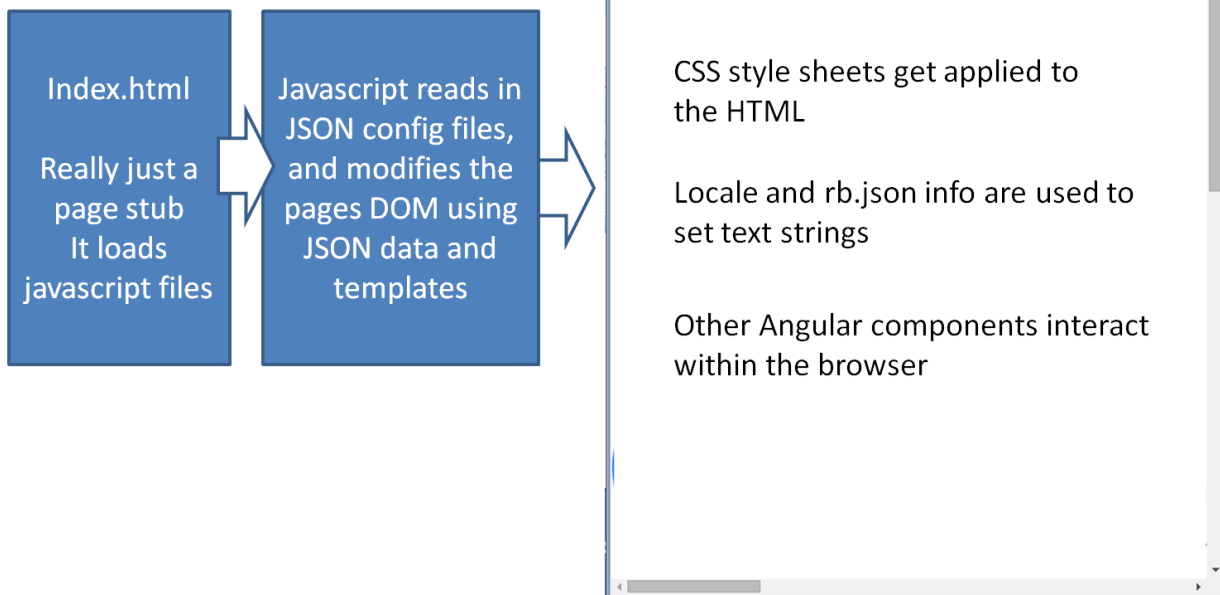 Index.html
Really just a
page stub
It loads
javascript files
Javascript reads in
JSON config files,
and modifies the
pages DOM using
JSON data and
templates
CSS style sheets get applied to
the HTML
Locale and rb.json info are used to
set text strings
Other Angular components interact
within the browser